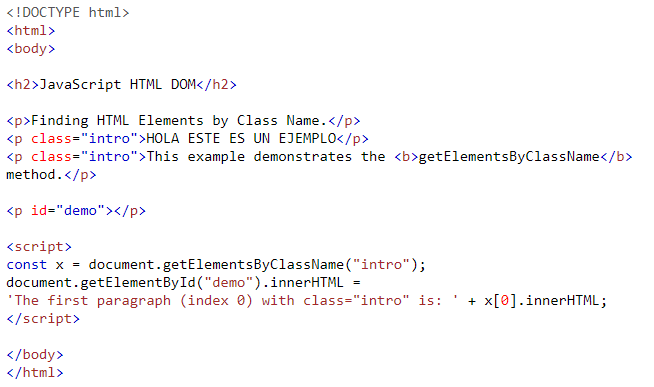 <!DOCTYPE html>
<html>
<body>
<h2>JavaScript HTML DOM</h2>
<p>Finding HTML Elements by Class Name.</p>
<p class="intro">HOLA ESTE ES UN EJEMPLO</p>
<p class="intro">This example demonstrates the <b>getElementsByClassName</b>
method.</p>
<p id="demo"></p>
<script>
const x = document.getElementsByClassName("intro");
document.getElementById("demo").innerHTML =
'The first paragraph (index 0) with class="intro" is: ' + x[0].innerHTML;
</script>
</body>
</html>